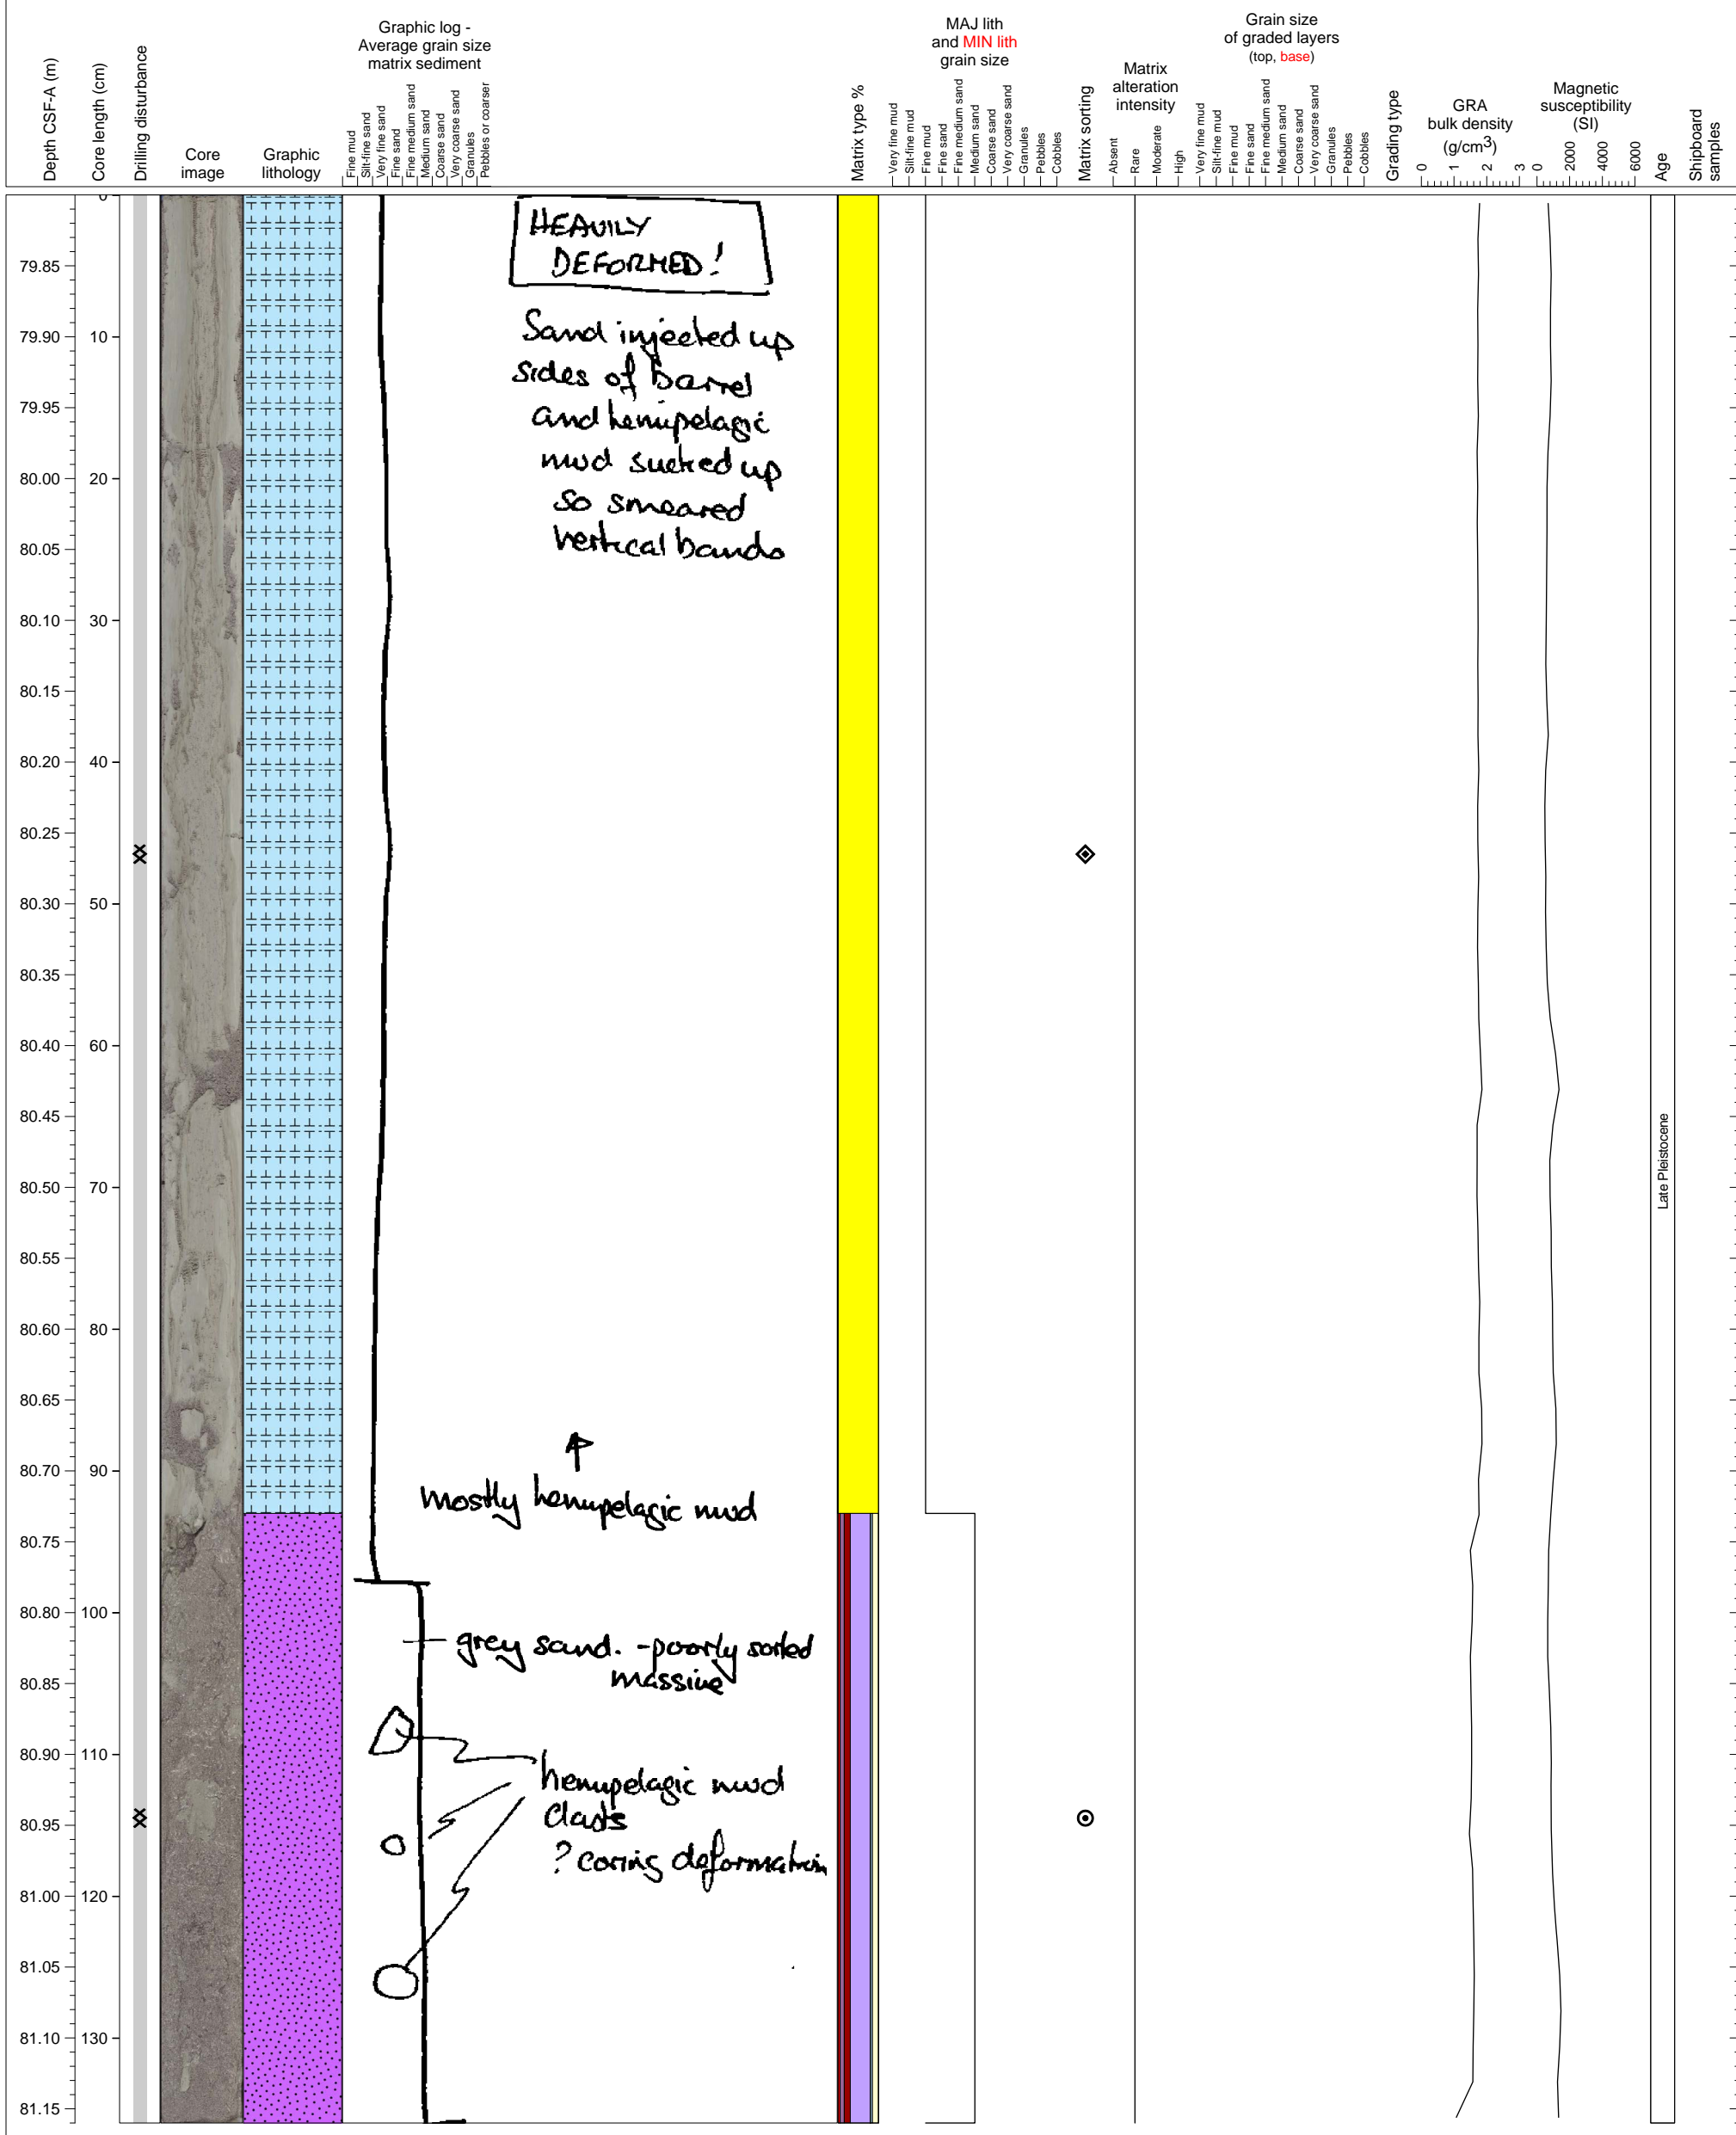 Depth CSF-A (m)
Core length (cm)
Drilling disturbance
Core
image
Graphic
lithology
Graphic log -
Average grain size
matrix sediment
Fine mud
Silt-fine sand
Very fine sand
Fine sand
Fine medium sand
Medium sand
Coarse sand
Very coarse sand
Granules
Pebbles or coarser
Matrix type %
MAJ lith
and MIN lith
grain size
Very fine mud
Silt-fine mud
Fine mud
Fine sand
Fine medium sand
Medium sand
Coarse sand
Very coarse sand
Granules
Pebbles
Cobbles
Matrix sorting
Matrix
alteration
intensity
Absent
Rare
Moderate
High
Grain size
of graded layers
(top, base)
Very fine mud
Silt-fine mud
Fine mud
Fine sand
Fine medium sand
Medium sand
Coarse sand
Very coarse sand
Granules
Pebbles
Cobbles
Grading type
GRA
bulk density
(g/cm3)
0 1 2 3
Magnetic
susceptibility
(SI)
0 2000 4000 6000
Age
Shipboard
samples
0
79.85
79.90 10
79.95
80.00 20
80.05
80.10 30
80.15
80.20 40
80.25
80.30 50
80.35
80.40 60
80.45
80.50 70
80.55
80.60 80
80.65
80.70 90
80.75
80.80 100
80.85
80.90 110
80.95
81.00 120
81.05
81.10 130
81.15
HEAVILY
DEFORMED!
Sand injected up
sides of barrel
and hemipelagic
mud sucked up
so smeared
vertical bands
mostly hemipelagic mud
grey sand. - poorly sorted
massive
hemipelagic mud
clasts
? coring deformation
Late Pleistocene